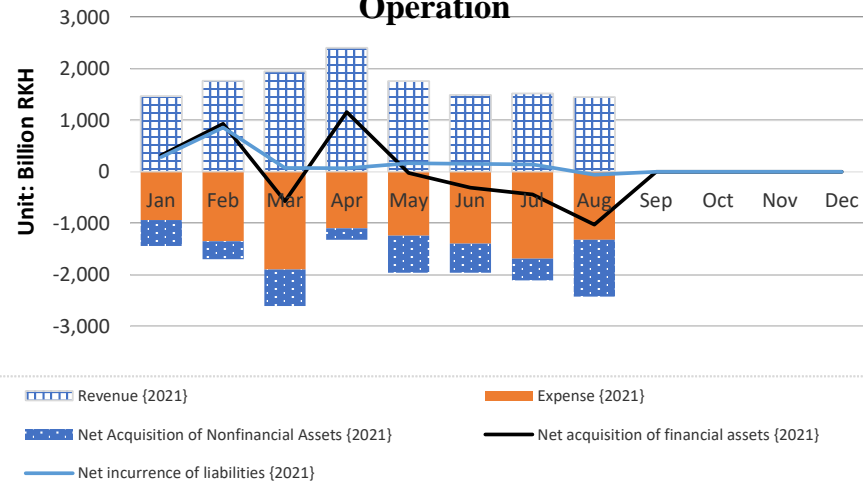 Operation
Unit: Billion RKH
3,000
2,000
1,000
0
-1,000
-2,000
-3,000
Jan Feb Mar Apr May Jun Jul Aug Sep Oct Nov Dec
Revenue {2021} Expense {2021}
Net Acquisition of Nonfinancial Assets {2021} Net acquisition of financial assets {2021}
Net incurrence of liabilities {2021}